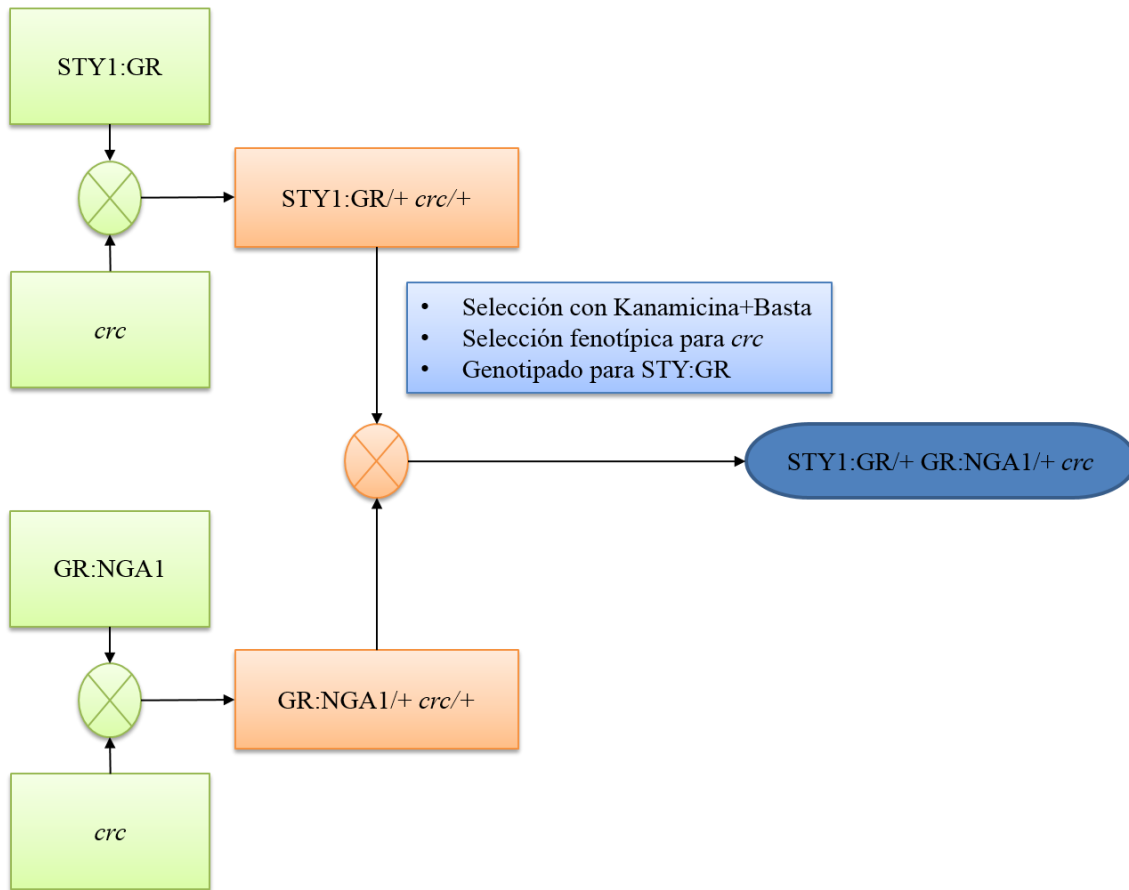 STY1:GR
STY1:GR/+ crc/+
crc
• Selección con Kanamicina+Basta
• Selección fenotípica para crc
• Genotipado para STY:GR
STY1:GR/+ GR:NGA1/+ crc
GR:NGA1
GR:NGA1/+ crc/+
crc